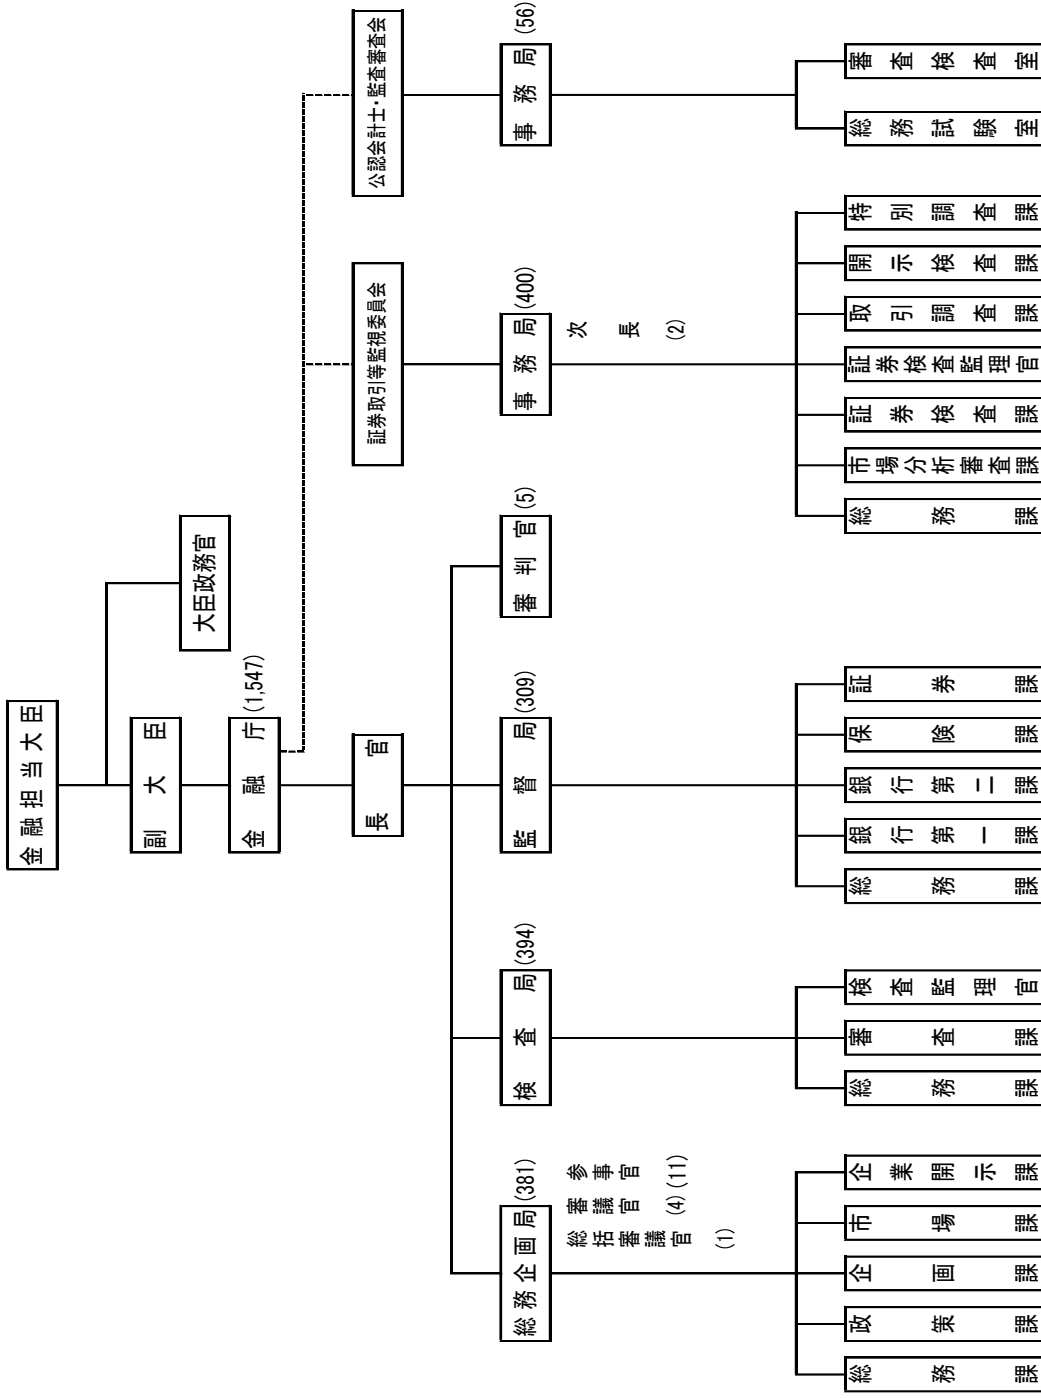 金融担当大臣
副大臣
大臣政務官
金融庁 (1,547)
長官
証券取引等監視委員会
公認会計士・監査審査会
総務企画局 (381)
総括審議官 (1)
審議官 (4)
参事官 (11)
検査局 (394)
監督局 (309)
審判官 (5)
事務局 (400)
次長 (2)
事務局 (56)
総務課
政策課
企画課
市場課
企業開示課
総務課
審査課
検査監理官
総務課
銀行第一課
銀行第二課
保険課
証券課
総務課
市場分析審査課
証券検査課
証券検査監理官
取引調査課
開示検査課
特別調査課
総務試験室
審査検査室